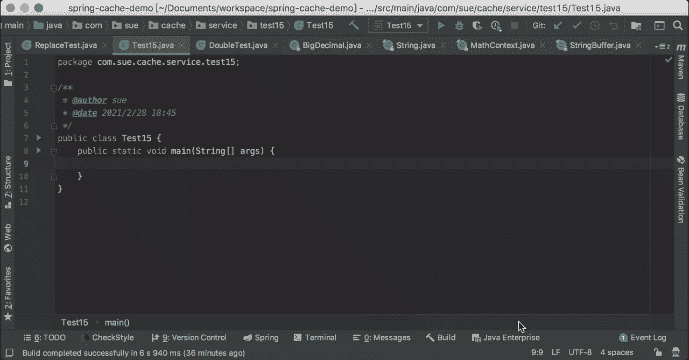 spring-cache-demo [~/Documents/workspace/spring-cache-demo] - .../src/main/java/com/sue/cache/service/test15/Test15.java
main java com sue cache service test15 Test15 Test15 Git:
ReplaceTest.java Test15.java DoubleTest.java BigDecimal.java String.java MathContext.java StringBuffer.java
1 package com.sue.cache.service.test15;
2
3 /**
4 * @author sue
5 * @date 2021/2/28 18:45
6 */
7 public class Test15 {
8 public static void main(String[] args) {
9
10 }
11 }
12
1: Project
Z: Structure
Web
2: Favorites
Maven
Database
Bean Validation
Test15 main()
6: TODO CheckStyle 9: Version Control Spring Terminal 0: Messages Build Java Enterprise 1 Event Log
Build completed successfully in 6 s 940 ms (36 minutes ago) 9:9 LF UTF-8 4 spaces